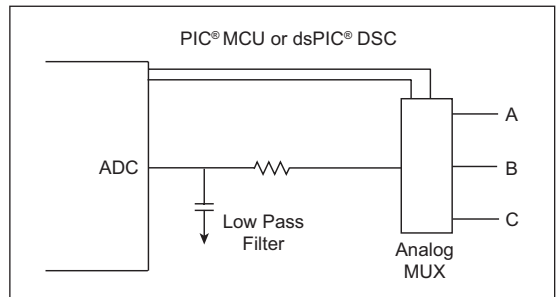 PIC® MCU or dsPIC® DSC
A
ADC
B
C
Low Pass
Filter
Analog
MUX